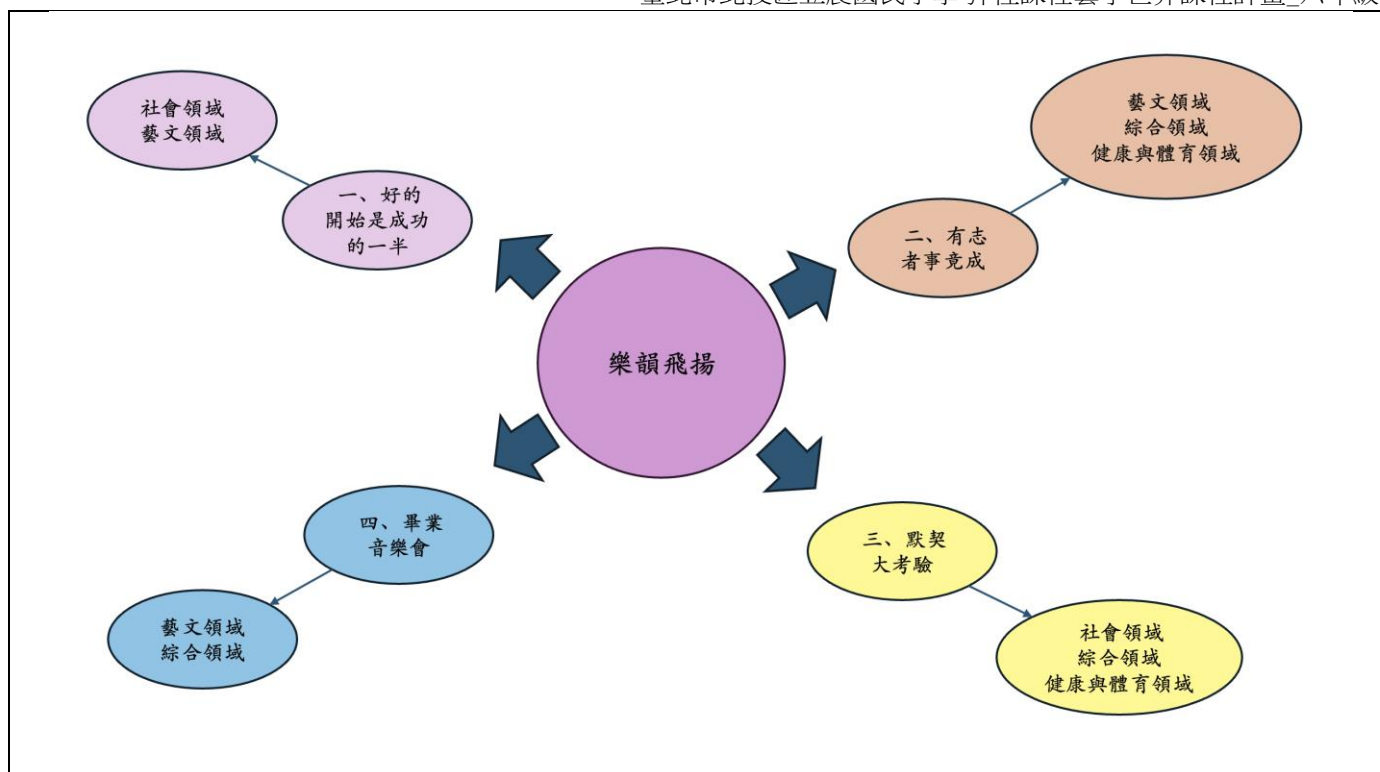 社會領域
藝文領域
一、好的
開始是成功
的一半
藝文領域
綜合領域
健康與體育領域
二、有志
者事竟成
樂韻飛揚
四、畢業
音樂會
藝文領域
綜合領域
三、默契
大考驗
社會領域
綜合領域
健康與體育領域